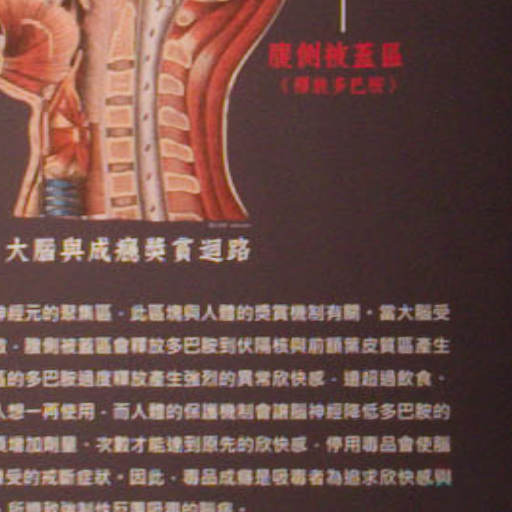 腹側被蓋區
（釋放多巴胺）
大腦與成癮獎賞迴路
神經元的聚集區，此區塊與人體的獎賞機制有關。當大腦受
激，腹側被蓋區會釋放多巴胺到伏隔核與前額葉皮質區產生
區的多巴胺過度釋放產生強烈的異常欣快感，遠超過飲食、
人想一再使用，而人體的保護機制會讓腦神經降低多巴胺的
須增加劑量、次數才能達到原先的欣快感，停用毒品會使腦
受的戒斷症狀。因此，毒品成癮是吸毒者為追求欣快感與